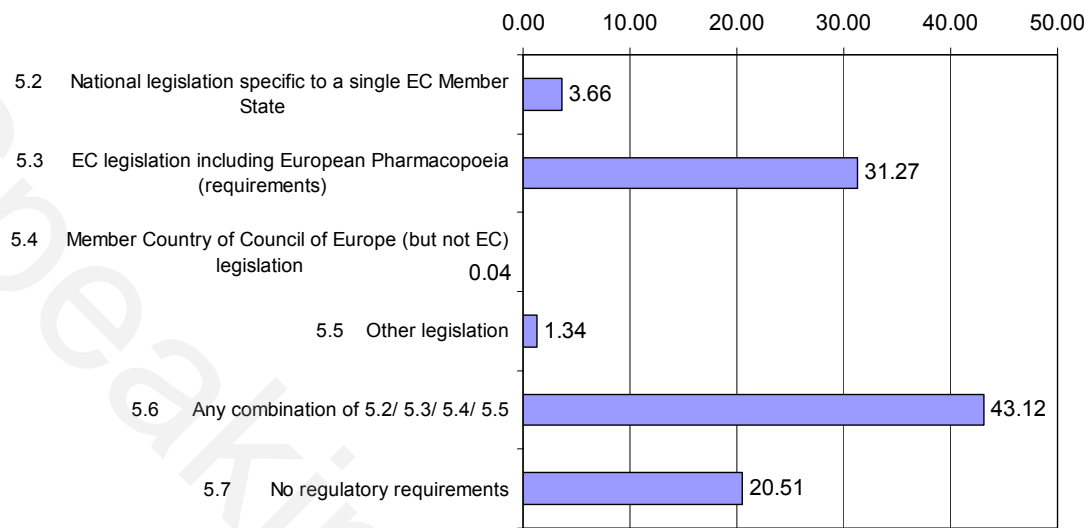 0.00 10.00 20.00 30.00 40.00 50.00
5.2 National legislation specific to a single EC Member
State
3.66
5.3 EC legislation including European Pharmacopoeia
(requirements)
31.27
5.4 Member Country of Council of Europe (but not EC)
legislation
0.04
5.5 Other legislation
1.34
5.6 Any combination of 5.2/ 5.3/ 5.4/ 5.5
43.12
5.7 No regulatory requirements
20.51